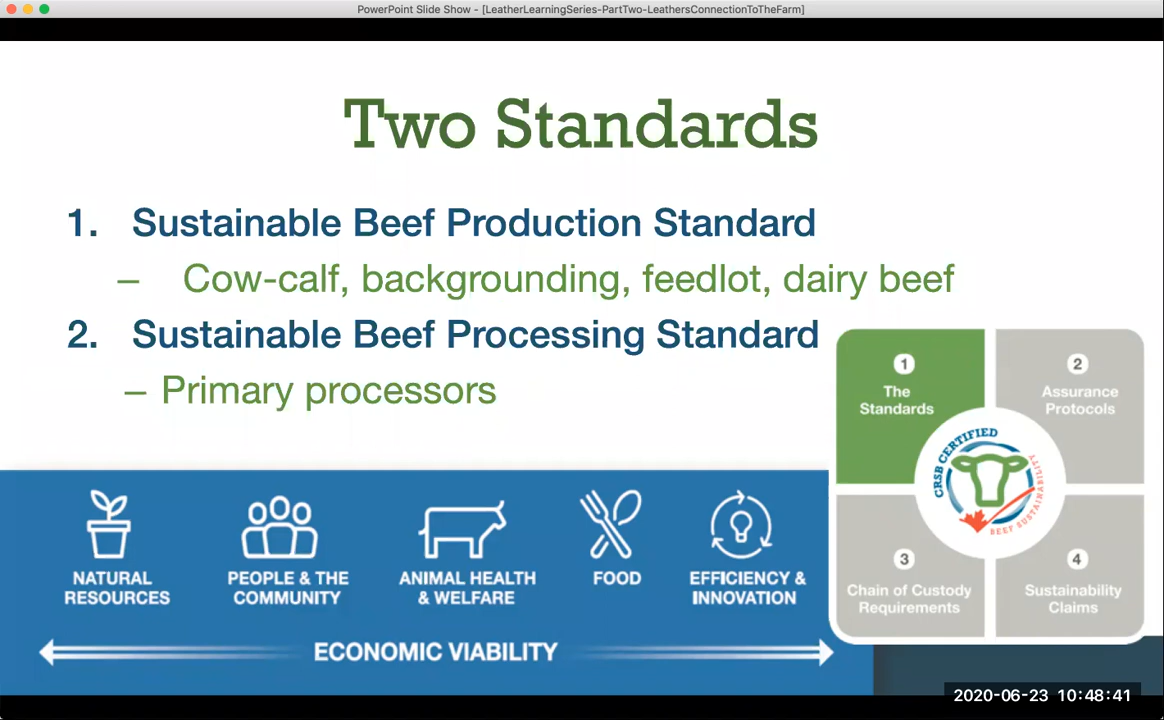 PowerPoint Slide Show - [LeatherLearningSeries-PartTwo-LeathersConnectionToTheFarm]
Two Standards
1. Sustainable Beef Production Standard
– Cow-calf, backgrounding, feedlot, dairy beef
2. Sustainable Beef Processing Standard
– Primary processors
1
The
Standards
2
Assurance
Protocols
CRSB CERTIFIED
BEEF SUSTAINABILITY
3
Chain of Custody
Requirements
4
Sustainability
Claims
NATURAL
RESOURCES
PEOPLE & THE
COMMUNITY
ANIMAL HEALTH
& WELFARE
FOOD
EFFICIENCY &
INNOVATION
ECONOMIC VIABILITY
2020-06-23 10:48:41